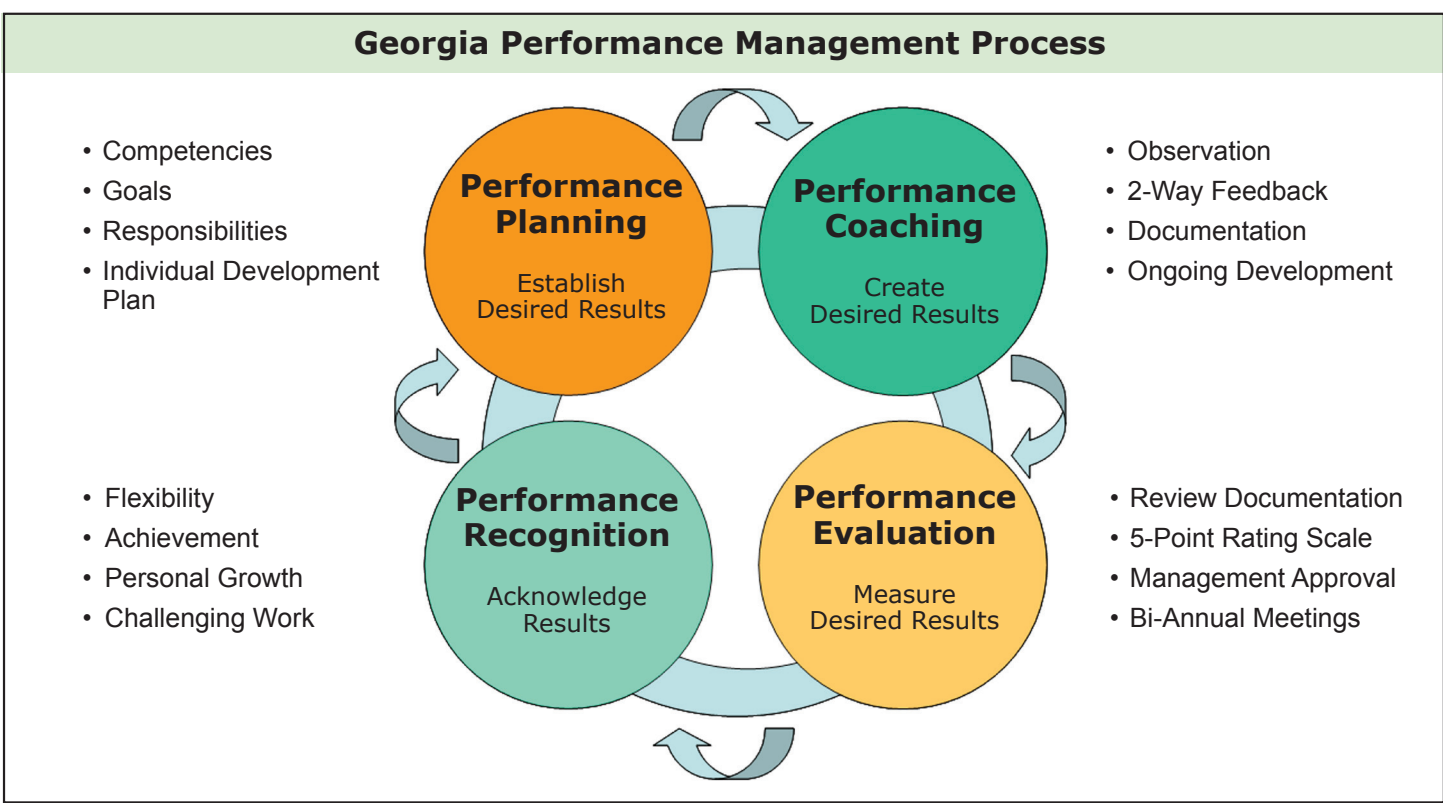 Georgia Performance Management Process
• Competencies
• Goals
• Responsibilities
• Individual Development
Plan
Performance
Planning
Establish
Desired Results
Performance
Coaching
Create
Desired Results
• Observation
• 2-Way Feedback
• Documentation
• Ongoing Development
• Flexibility
• Achievement
• Personal Growth
• Challenging Work
Performance
Recognition
Acknowledge
Results
Performance
Evaluation
Measure
Desired Results
• Review Documentation
• 5-Point Rating Scale
• Management Approval
• Bi-Annual Meetings